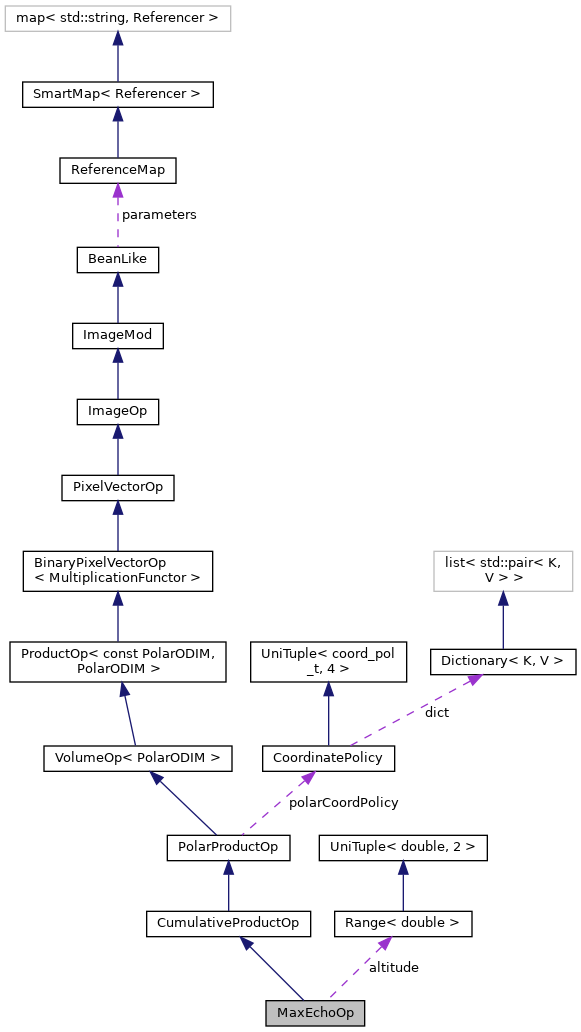 map< std::string, Referencer >
SmartMap< Referencer >
ReferenceMap
parameters
BeanLike
ImageMod
ImageOp
PixelVectorOp
BinaryPixelVectorOp
< MultiplicationFunctor >
list< std::pair< K,
V > >
ProductOp< const PolarODIM,
PolarODIM >
UniTuple< coord_pol
_t, 4 >
Dictionary< K, V >
dict
VolumeOp< PolarODIM >
CoordinatePolicy
polarCoordPolicy
PolarProductOp
UniTuple< double, 2 >
CumulativeProductOp
Range< double >
altitude
MaxEchoOp